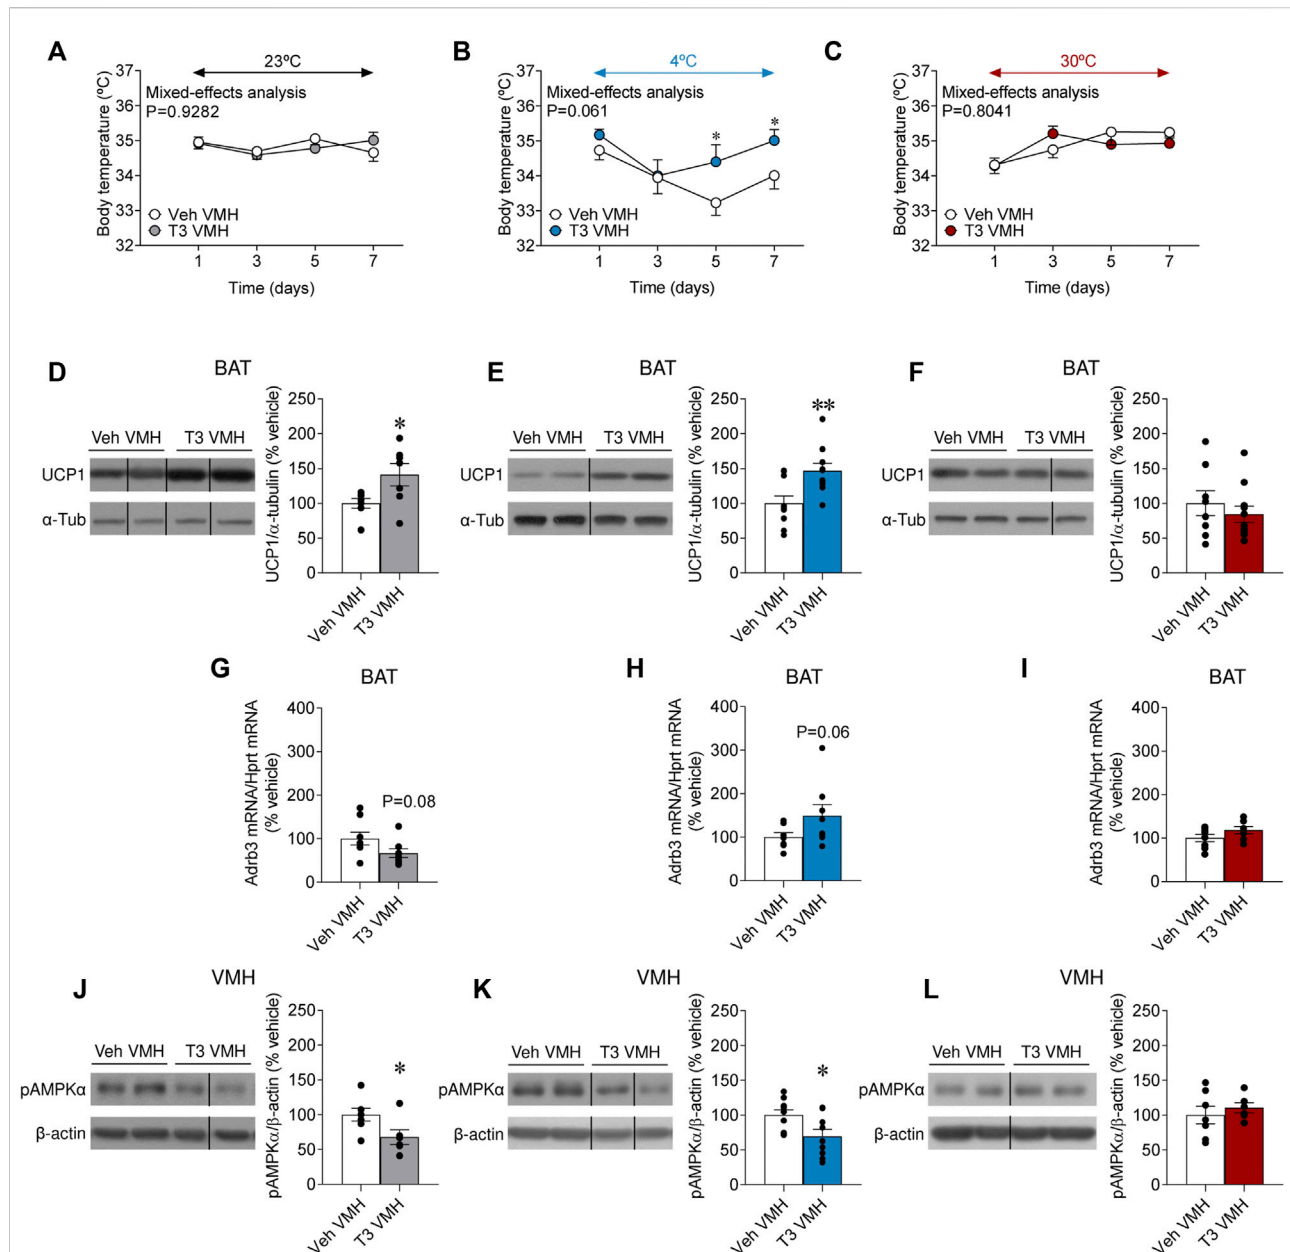 A
23ºC
37
36
35
34
33
32
Body temperature (ºC)
Mixed-effects analysis
P=0.9282
Veh VMH
T3 VMH
1 3 5 7
Time (days)
B
4ºC
37
36
35
34
33
32
Body temperature (ºC)
Mixed-effects analysis
P=0.061
* *
Veh VMH
T3 VMH
1 3 5 7
Time (days)
C
30ºC
37
36
35
34
33
32
Body temperature (ºC)
Mixed-effects analysis
P=0.8041
Veh VMH
T3 VMH
1 3 5 7
Time (days)
D
BAT
Veh VMH T3 VMH
UCP1
α-Tub
UCP1/α-tubulin (% vehicle)
250
200
150
100
50
0
*
Veh VMH
T3 VMH
E
BAT
Veh VMH T3 VMH
UCP1
α-Tub
UCP1/α-tubulin (% vehicle)
250
200
150
100
50
0
**
Veh VMH
T3 VMH
F
BAT
Veh VMH T3 VMH
UCP1
α-Tub
UCP1/α-tubulin (% vehicle)
250
200
150
100
50
0
Veh VMH
T3 VMH
G
BAT
Adrb3 mRNA/Hprt mRNA
(% vehicle)
400
300
200
100
0
P=0.08
Veh VMH
T3 VMH
H
BAT
Adrb3 mRNA/Hprt mRNA
(% vehicle)
400
300
200
100
0
P=0.06
Veh VMH
T3 VMH
I
BAT
Adrb3 mRNA/Hprt mRNA
(% vehicle)
400
300
200
100
0
Veh VMH
T3 VMH
J
VMH
Veh VMH T3 VMH
pAMPKα
β-actin
pAMPKα/β-actin (% vehicle)
250
200
150
100
50
0
*
Veh VMH
T3 VMH
K
VMH
Veh VMH T3 VMH
pAMPKα
β-actin
pAMPKα/β-actin (% vehicle)
250
200
150
100
50
0
*
Veh VMH
T3 VMH
L
VMH
Veh VMH T3 VMH
pAMPKα
β-actin
pAMPKα/β-actin (% vehicle)
250
200
150
100
50
0
Veh VMH
T3 VMH